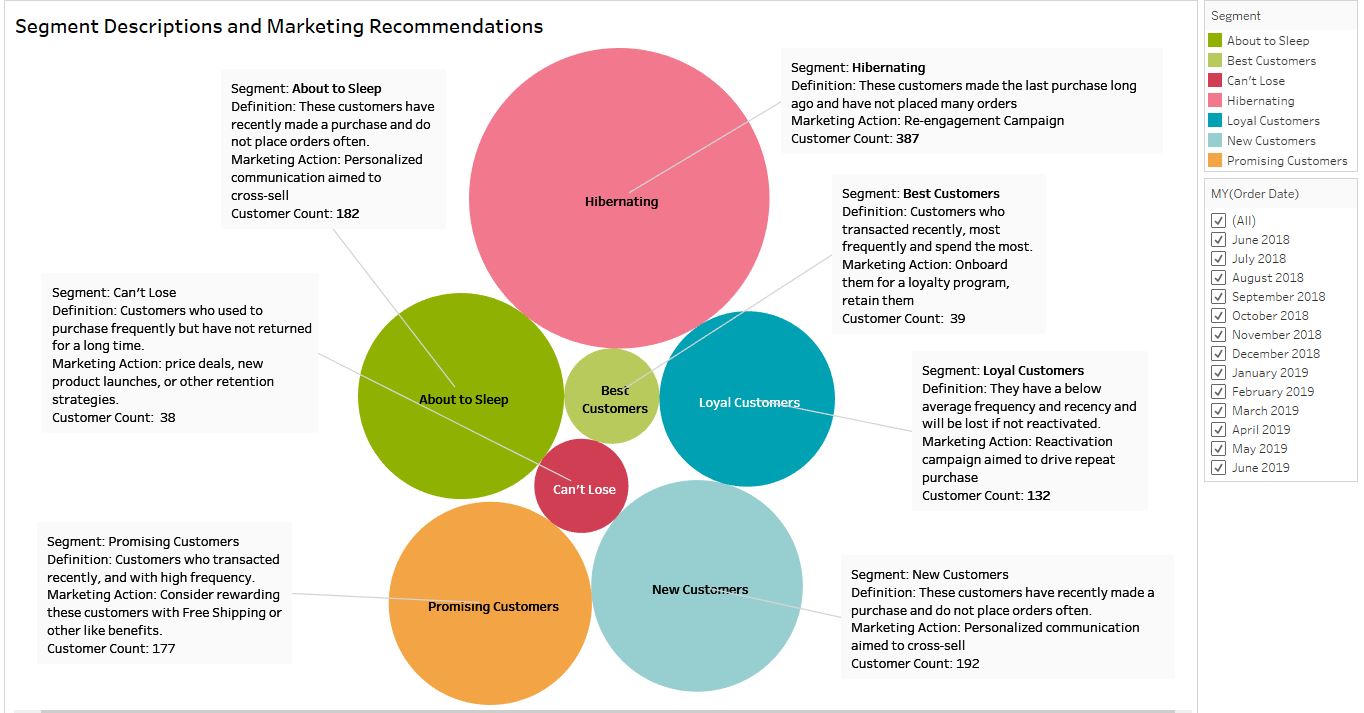 Segment Descriptions and Marketing Recommendations
Segment: About to Sleep
Definition: These customers have
recently made a purchase and do
not place orders often.
Marketing Action: Personalized
communication aimed to
cross-sell
Customer Count: 182
Segment: Hibernating
Definition: These customers made the last purchase long
ago and have not placed many orders
Marketing Action: Re-engagement Campaign
Customer Count: 387
Segment: Best Customers
Definition: Customers who
transacted recently, most
frequently and spend the most.
Marketing Action: Onboard
them for a loyalty program,
retain them
Customer Count: 39
Segment: Can't Lose
Definition: Customers who used to
purchase frequently but have not returned
for a long time.
Marketing Action: price deals, new
product launches, or other retention
strategies.
Customer Count: 38
Segment: Loyal Customers
Definition: They have a below
average frequency and recency and
will be lost if not reactivated.
Marketing Action: Reactivation
campaign aimed to drive repeat
purchase
Customer Count: 132
Segment: Promising Customers
Definition: Customers who transacted
recently, and with high frequency.
Marketing Action: Consider rewarding
these customers with Free Shipping or
other like benefits.
Customer Count: 177
Segment: New Customers
Definition: These customers have recently made a
purchase and do not place orders often.
Marketing Action: Personalized communication
aimed to cross-sell
Customer Count: 192
Hibernating
About to Sleep
Best
Customers
Loyal Customers
Can't Lose
Promising Customers
New Customers
Segment
About to Sleep
Best Customers
Can't Lose
Hibernating
Loyal Customers
New Customers
Promising Customers
MY(Order Date)
(All)
June 2018
July 2018
August 2018
September 2018
October 2018
November 2018
December 2018
January 2019
February 2019
March 2019
April 2019
May 2019
June 2019